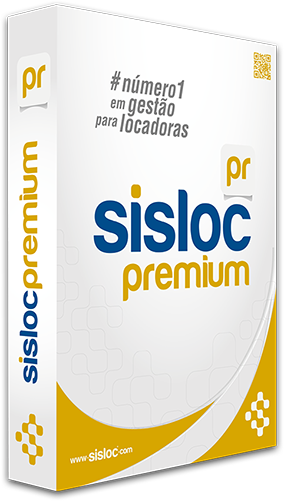 #número1
em gestão
para locadoras
pr
sisloc
premium
www.sisloc.com
pr
sislocpremium